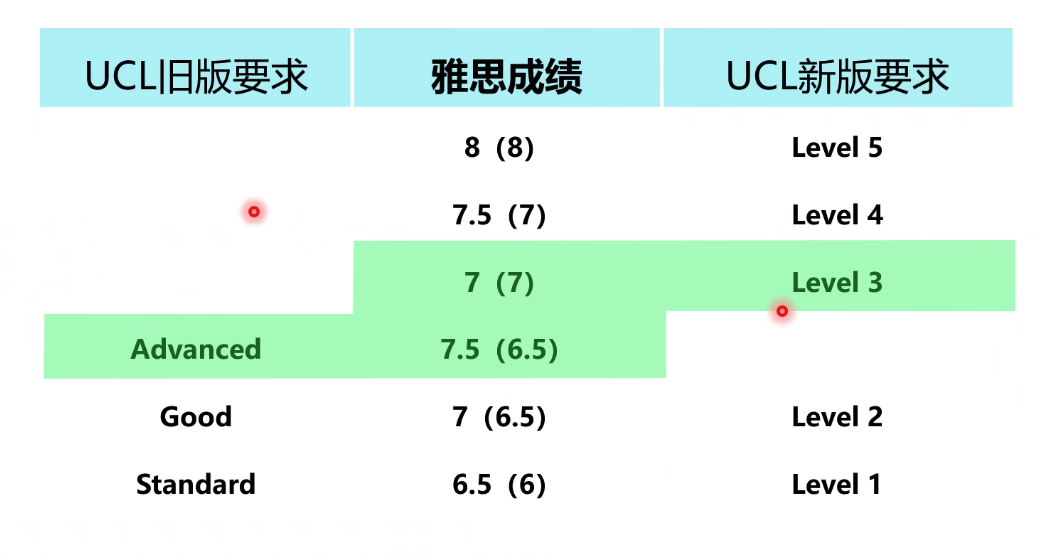 UCL旧版要求 雅思成绩 UCL新版要求
8（8） Level 5
7.5（7） Level 4
7（7） Level 3
Advanced 7.5（6.5）
Good 7（6.5） Level 2
Standard 6.5（6） Level 1